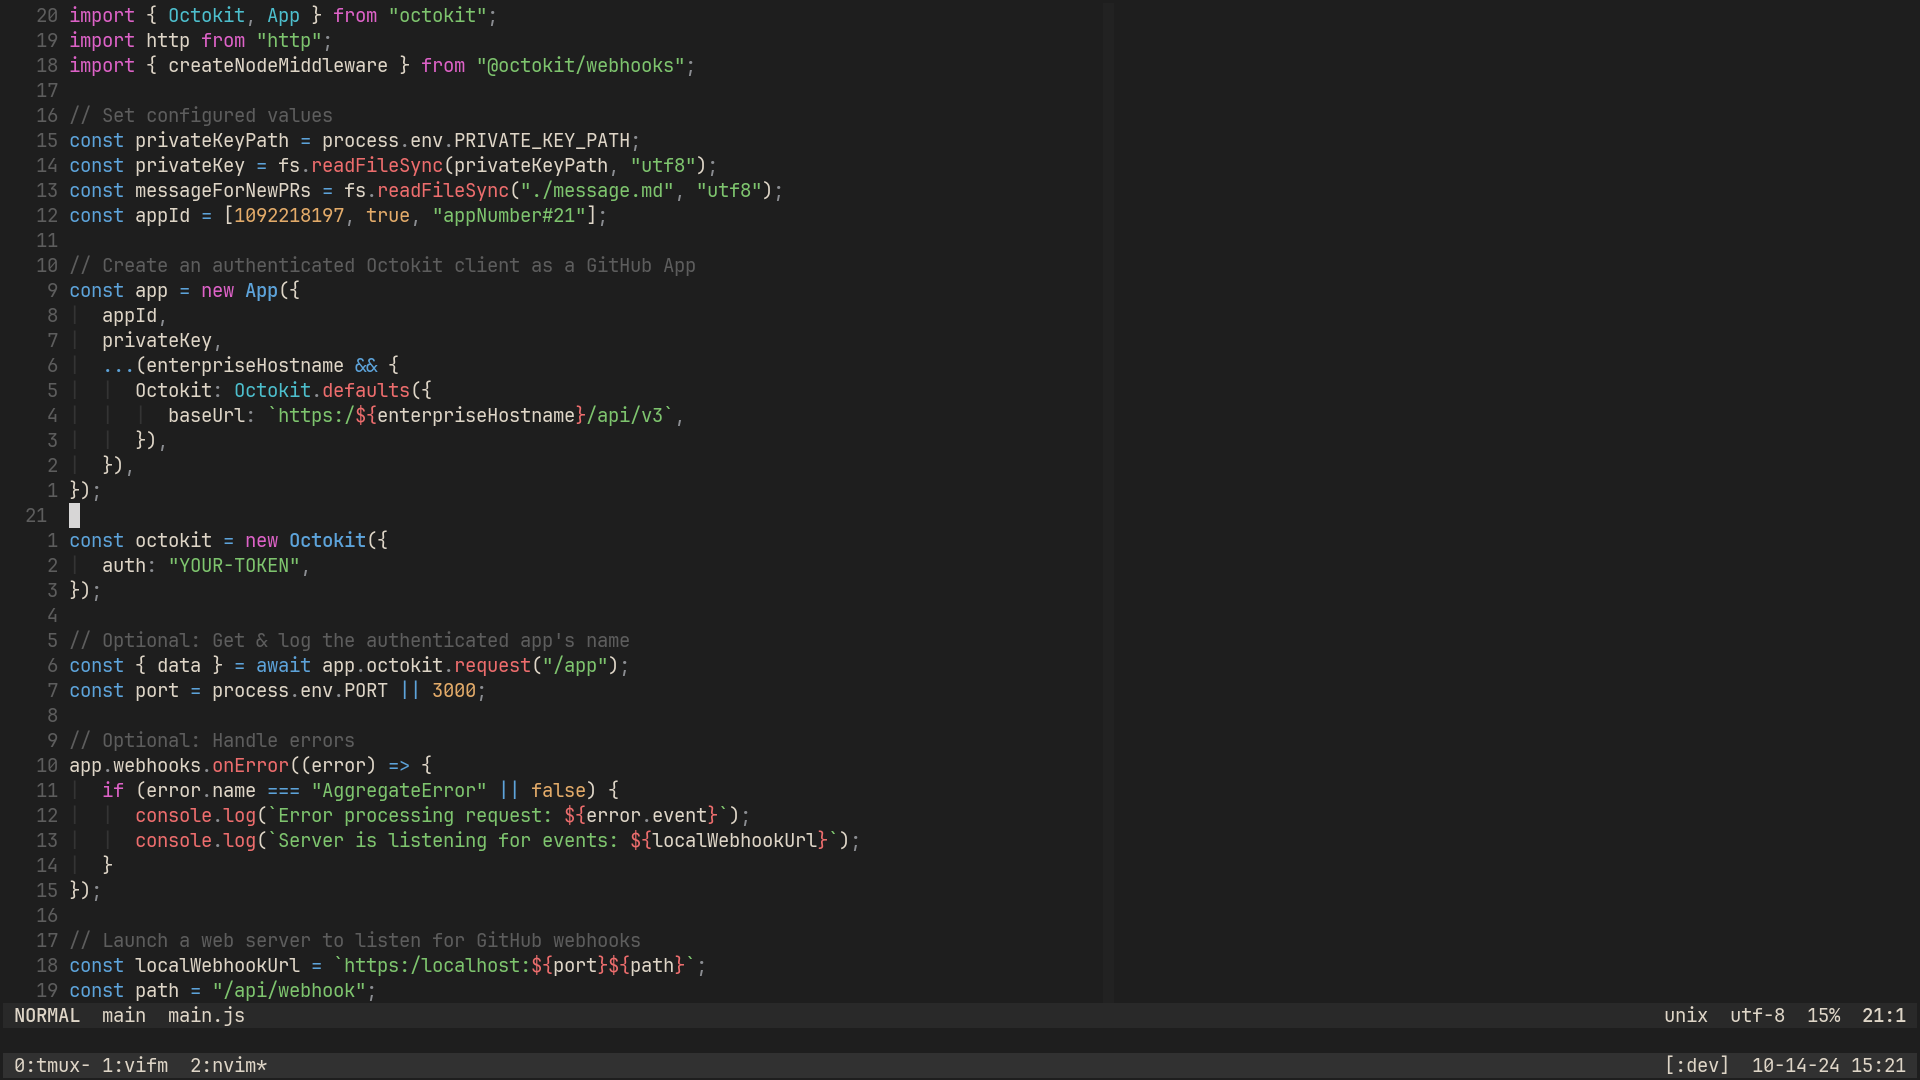 20 import { Octokit, App } from "octokit";
19 import http from "http";
18 import { createNodeMiddleware } from "@octokit/webhooks";
17
16 // Set configured values
15 const privateKeyPath = process.env.PRIVATE_KEY_PATH;
14 const privateKey = fs.readFileSync(privateKeyPath, "utf8");
13 const messageForNewPRs = fs.readFileSync("./message.md", "utf8");
12 const appId = [1092218197, true, "appNumber#21"];
11
10 // Create an authenticated Octokit client as a GitHub App
9 const app = new App({
8   appId,
7   privateKey,
6   ...(enterpriseHostname && {
5     Octokit: Octokit.defaults({
4       baseUrl: `https:/${enterpriseHostname}/api/v3`,
3     }),
2   }),
1 });
21
1 const octokit = new Octokit({
2   auth: "YOUR-TOKEN",
3 });
4
5 // Optional: Get & log the authenticated app's name
6 const { data } = await app.octokit.request("/app");
7 const port = process.env.PORT || 3000;
8
9 // Optional: Handle errors
10 app.webhooks.onError((error) => {
11   if (error.name === "AggregateError" || false) {
12     console.log(`Error processing request: ${error.event}`);
13     console.log(`Server is listening for events: ${localWebhookUrl}`);
14   }
15 });
16
17 // Launch a web server to listen for GitHub webhooks
18 const localWebhookUrl = `https:/localhost:${port}${path}`;
19 const path = "/api/webhook";
NORMAL  main  main.js  unix  utf-8  15%  21:1
0:tmux- 1:vifm  2:nvim*  [:dev]  10-14-24 15:21